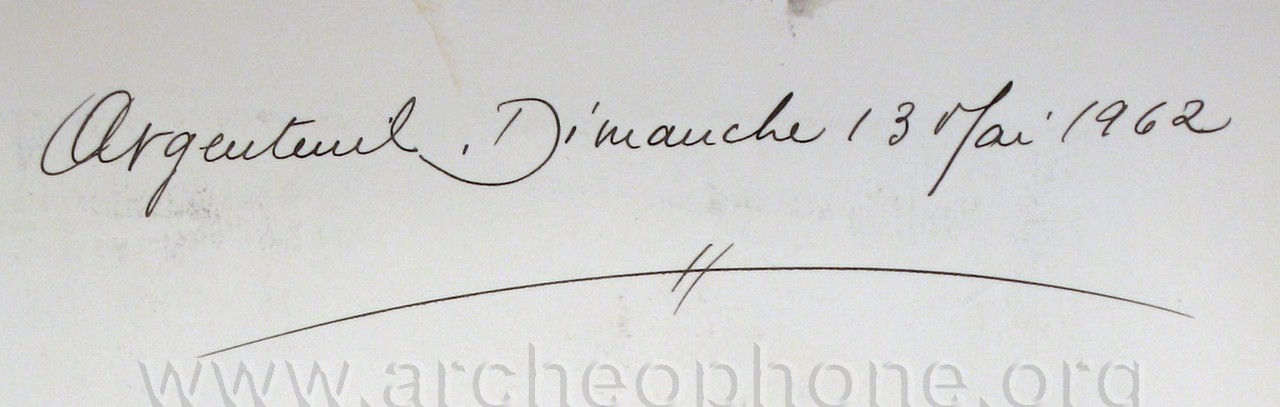 Argenteuil. Dimanche 13 Mai 1962
www.archeophone.org